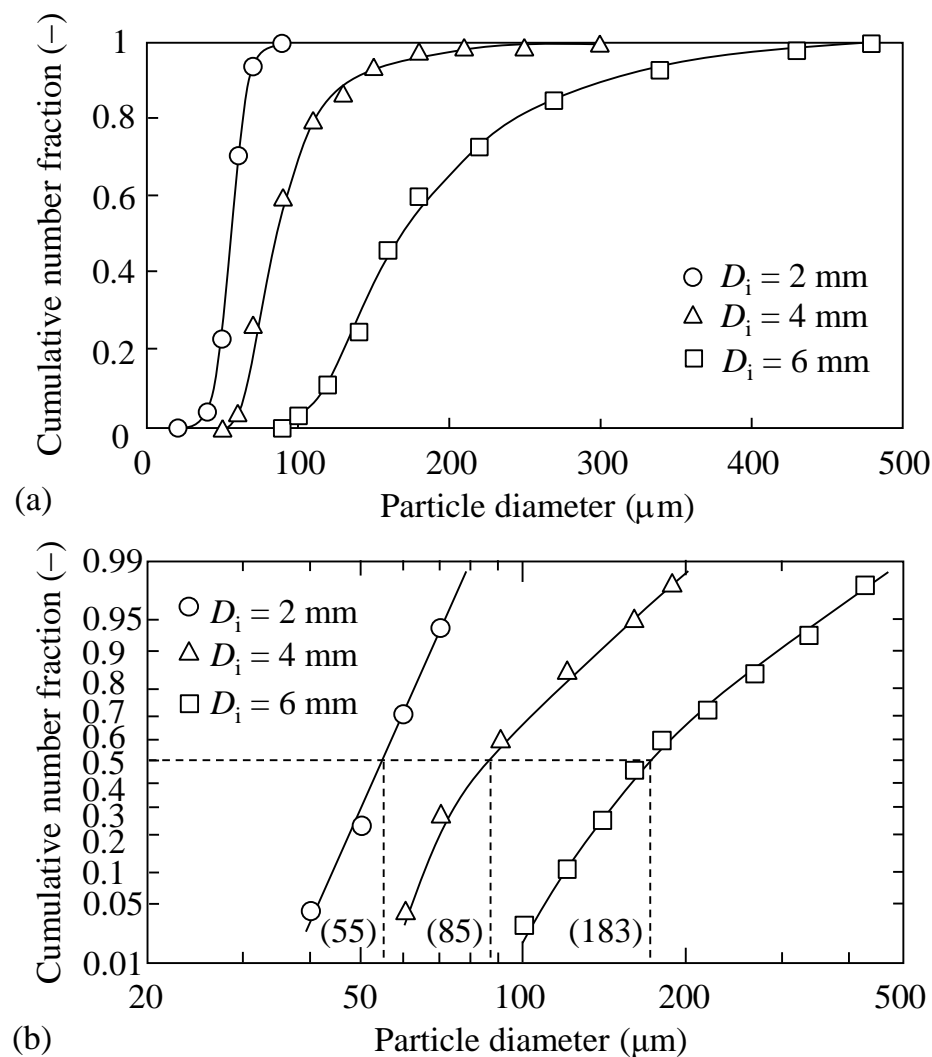 Cumulative number fraction (−)
1
0.8
0.6
0.4
0.2
0
0 100 200 300 400 500
D_i = 2 mm
D_i = 4 mm
D_i = 6 mm
Particle diameter (μm)
(a)
Cumulative number fraction (−)
0.99
0.95
0.9
0.8
0.7
0.6
0.5
0.4
0.3
0.2
0.1
0.05
0.01
D_i = 2 mm
D_i = 4 mm
D_i = 6 mm
(55) (85) (183)
20 50 100 200 500
Particle diameter (μm)
(b)